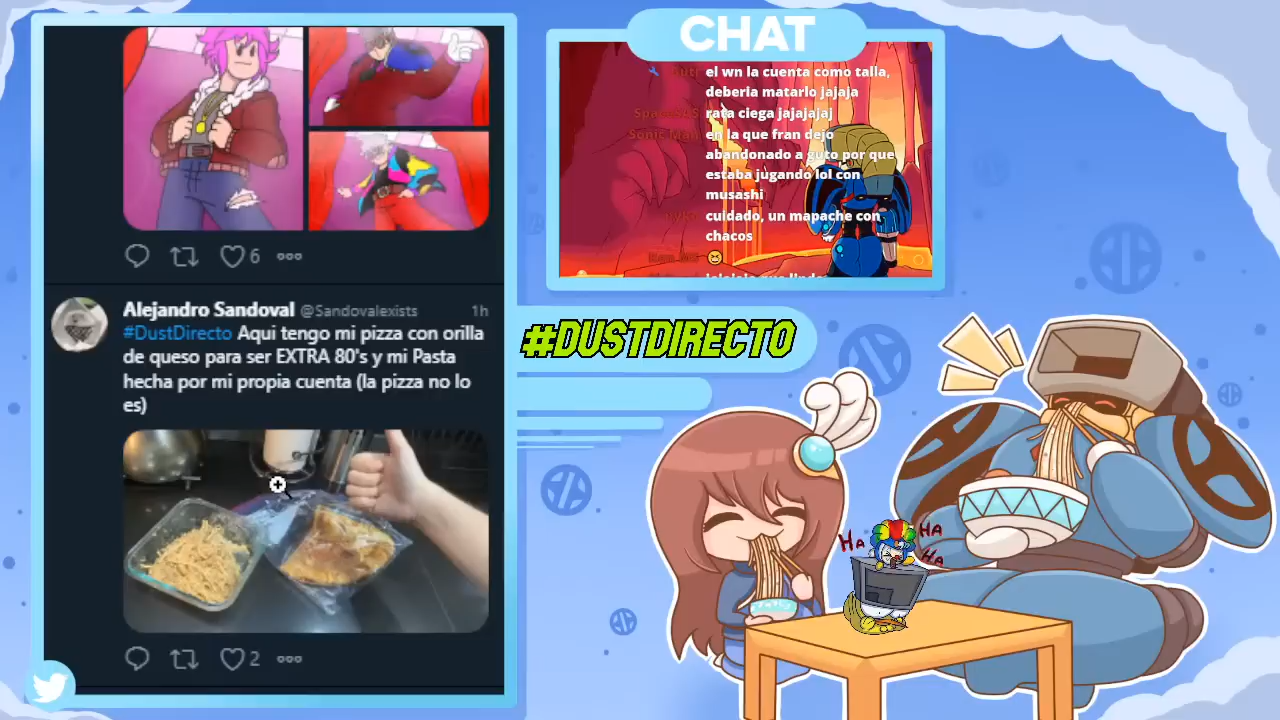 6
Alejandro Sandoval @Sandovalexists 1h
#DustDirecto Aqui tengo mi pizza con orilla
de queso para ser EXTRA 80's y mi Pasta
hecha por mi propia cuenta (la pizza no lo
es)
2
CHAT
el wn la cuenta como talla,
deberia matarlo jajaja
rata ciega jajajajaj
Sonic Man en la que fran dejo
abandonado a guto por que
estaba jugando lol con
musashi
cuidado, un mapache con
chacos
#DUSTDIRECTO
HA HA
HA